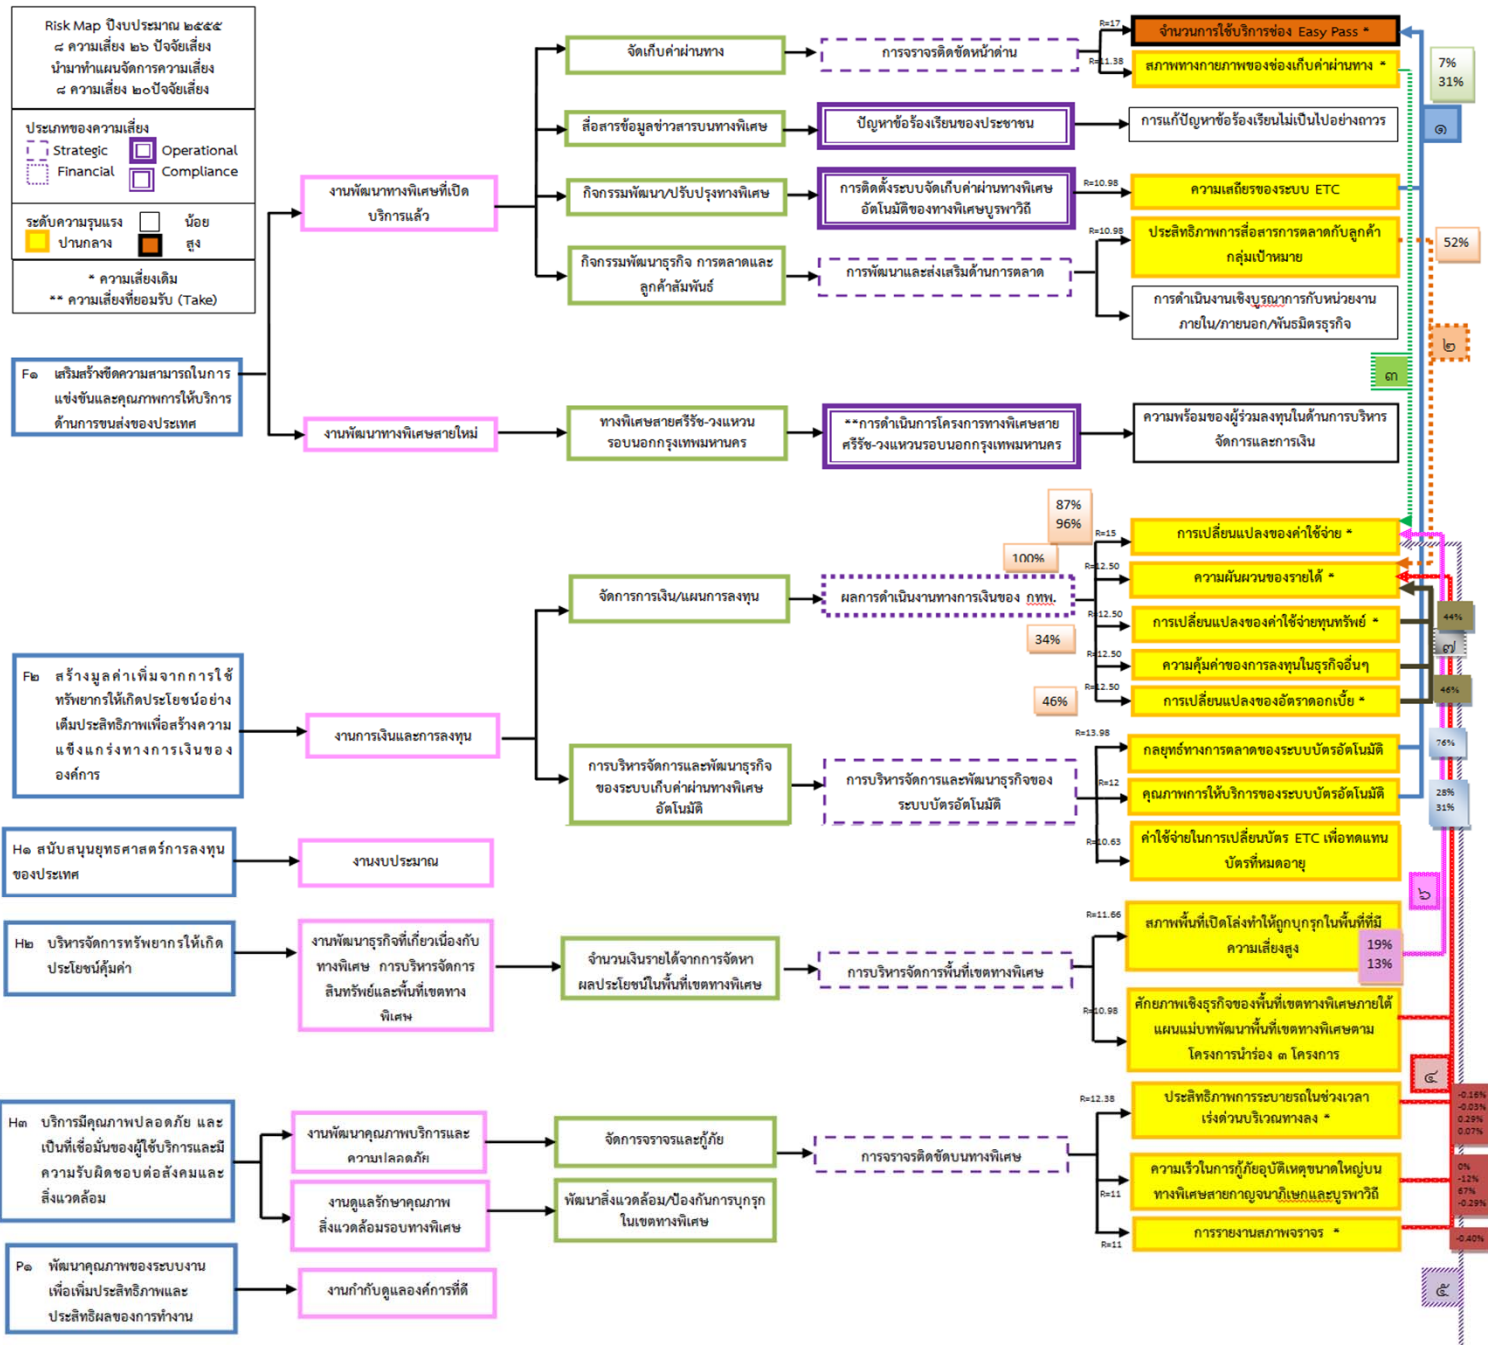 Risk Map ปีงบประมาณ ๒๕๕๕
๘ ความเสี่ยง ๒๖ ปัจจัยเสี่ยง
นำมาทำแผนจัดการความเสี่ยง
๘ ความเสี่ยง ๒๐ปัจจัยเสี่ยง
ประเภทของความเสี่ยง
Strategic
Operational
Financial
Compliance
ระดับความรุนแรง
น้อย
ปานกลาง
สูง
* ความเสี่ยงเดิม
** ความเสี่ยงที่ยอมรับ (Take)
F๑ เสริมสร้างขีดความสามารถในการ
แข่งขันและคุณภาพการให้บริการ
ด้านการขนส่งของประเทศ
งานพัฒนาทางพิเศษที่เปิด
บริการแล้ว
จัดเก็บค่าผ่านทาง
การจราจรติดขัดหน้าด่าน
R=17
จำนวนการใช้บริการช่อง Easy Pass *
R=11.38
สภาพทางกายภาพของช่องเก็บค่าผ่านทาง *
7%
31%
๑
สื่อสารข้อมูลข่าวสารบนทางพิเศษ
ปัญหาข้อร้องเรียนของประชาชน
การแก้ปัญหาข้อร้องเรียนไม่เป็นไปอย่างถาวร
กิจกรรมพัฒนา/ปรับปรุงทางพิเศษ
การติดตั้งระบบจัดเก็บค่าผ่านทางพิเศษ
อัตโนมัติของทางพิเศษบูรพาวิถี
R=10.98
ความเสถียรของระบบ ETC
กิจกรรมพัฒนาธุรกิจ การตลาดและ
ลูกค้าสัมพันธ์
การพัฒนาและส่งเสริมด้านการตลาด
R=10.98
ประสิทธิภาพการสื่อสารการตลาดกับลูกค้า
กลุ่มเป้าหมาย
52%
การดำเนินงานเชิงบูรณาการกับหน่วยงาน
ภายใน/ภายนอก/พันธมิตรธุรกิจ
๒
๓
งานพัฒนาทางพิเศษสายใหม่
ทางพิเศษสายศรีรัช-วงแหวน
รอบนอกกรุงเทพมหานคร
**การดำเนินการโครงการทางพิเศษสาย
ศรีรัช-วงแหวนรอบนอกกรุงเทพมหานคร
ความพร้อมของผู้ร่วมลงทุนในด้านการบริหาร
จัดการและการเงิน
F๒ สร้างมูลค่าเพิ่มจากการใช้
ทรัพยากรให้เกิดประโยชน์อย่าง
เต็มประสิทธิภาพเพื่อสร้างความ
แข็งแกร่งทางการเงินของ
องค์การ
งานการเงินและการลงทุน
จัดการการเงิน/แผนการลงทุน
ผลการดำเนินงานทางการเงินของ กทพ.
87%
96%
R=15
การเปลี่ยนแปลงของค่าใช้จ่าย *
100%
R=12.50
ความผันผวนของรายได้ *
R=12.50
การเปลี่ยนแปลงของค่าใช้จ่ายทุนทรัพย์ *
44%
34%
๗
R=12.50
ความคุ้มค่าของการลงทุนในธุรกิจอื่นๆ
R=12.50
การเปลี่ยนแปลงของอัตราดอกเบี้ย *
46%
46%
การบริหารจัดการและพัฒนาธุรกิจ
ของระบบเก็บค่าผ่านทางพิเศษ
อัตโนมัติ
การบริหารจัดการและพัฒนาธุรกิจของ
ระบบบัตรอัตโนมัติ
R=13.98
กลยุทธ์ทางการตลาดของระบบบัตรอัตโนมัติ
76%
R=12
คุณภาพการให้บริการของระบบบัตรอัตโนมัติ
28%
31%
R=10.63
ค่าใช้จ่ายในการเปลี่ยนบัตร ETC เพื่อทดแทน
บัตรที่หมดอายุ
H๑ สนับสนุนยุทธศาสตร์การลงทุน
ของประเทศ
งานงบประมาณ
๖
H๒ บริหารจัดการทรัพยากรให้เกิด
ประโยชน์คุ้มค่า
งานพัฒนาธุรกิจที่เกี่ยวเนื่องกับ
ทางพิเศษ การบริหารจัดการ
สินทรัพย์และพื้นที่เขตทาง
พิเศษ
จำนวนเงินรายได้จากการจัดหา
ผลประโยชน์ในพื้นที่เขตทางพิเศษ
การบริหารจัดการพื้นที่เขตทางพิเศษ
R=11.66
สภาพพื้นที่เปิดโล่งทำให้ถูกบุกรุกในพื้นที่ที่มี
ความเสี่ยงสูง
19%
13%
R=10.98
ศักยภาพเชิงธุรกิจของพื้นที่เขตทางพิเศษภายใต้
แผนแม่บทพัฒนาพื้นที่เขตทางพิเศษตาม
โครงการนำร่อง ๓ โครงการ
๔
H๓ บริการมีคุณภาพปลอดภัย และ
เป็นที่เชื่อมั่นของผู้ใช้บริการและมี
ความรับผิดชอบต่อสังคมและ
สิ่งแวดล้อม
งานพัฒนาคุณภาพบริการและ
ความปลอดภัย
จัดการจราจรและกู้ภัย
การจราจรติดขัดบนทางพิเศษ
R=12.38
ประสิทธิภาพการระบายรถในช่วงเวลา
เร่งด่วนบริเวณทางลง *
-0.16%
-0.03%
0.29%
0.07%
R=11
ความเร็วในการกู้ภัยอุบัติเหตุขนาดใหญ่บน
ทางพิเศษสายกาญจนาภิเษกและบูรพาวิถี
0%
-12%
67%
-0.29%
R=11
การรายงานสภาพจราจร *
-0.40%
งานดูแลรักษาคุณภาพ
สิ่งแวดล้อมรอบทางพิเศษ
พัฒนาสิ่งแวดล้อม/ป้องกันการบุกรุก
ในเขตทางพิเศษ
P๑ พัฒนาคุณภาพของระบบงาน
เพื่อเพิ่มประสิทธิภาพและ
ประสิทธิผลของการทำงาน
งานกำกับดูแลองค์การที่ดี
๕